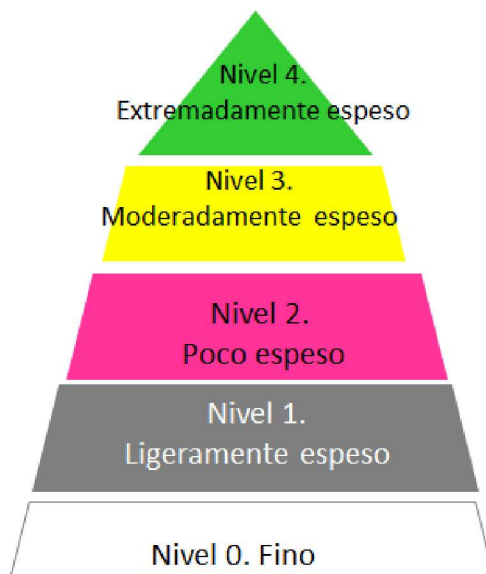 Nivel 4.
Extremadamente espeso
Nivel 3.
Moderadamente espeso
Nivel 2.
Poco espeso
Nivel 1.
Ligeramente espeso
Nivel 0. Fino